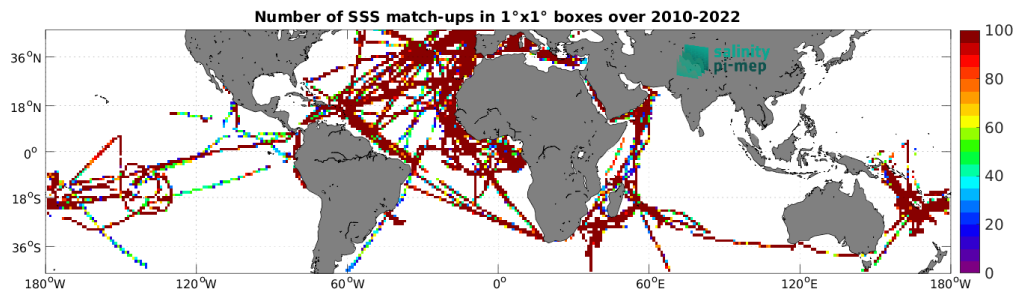 Number of SSS match-ups in 1°x1° boxes over 2010-2022
36°N
18°N
0°
18°S
36°S
180°W
120°W
60°W
0°
60°E
120°E
180°W
salinity
pi-mep
100
80
60
40
20
0